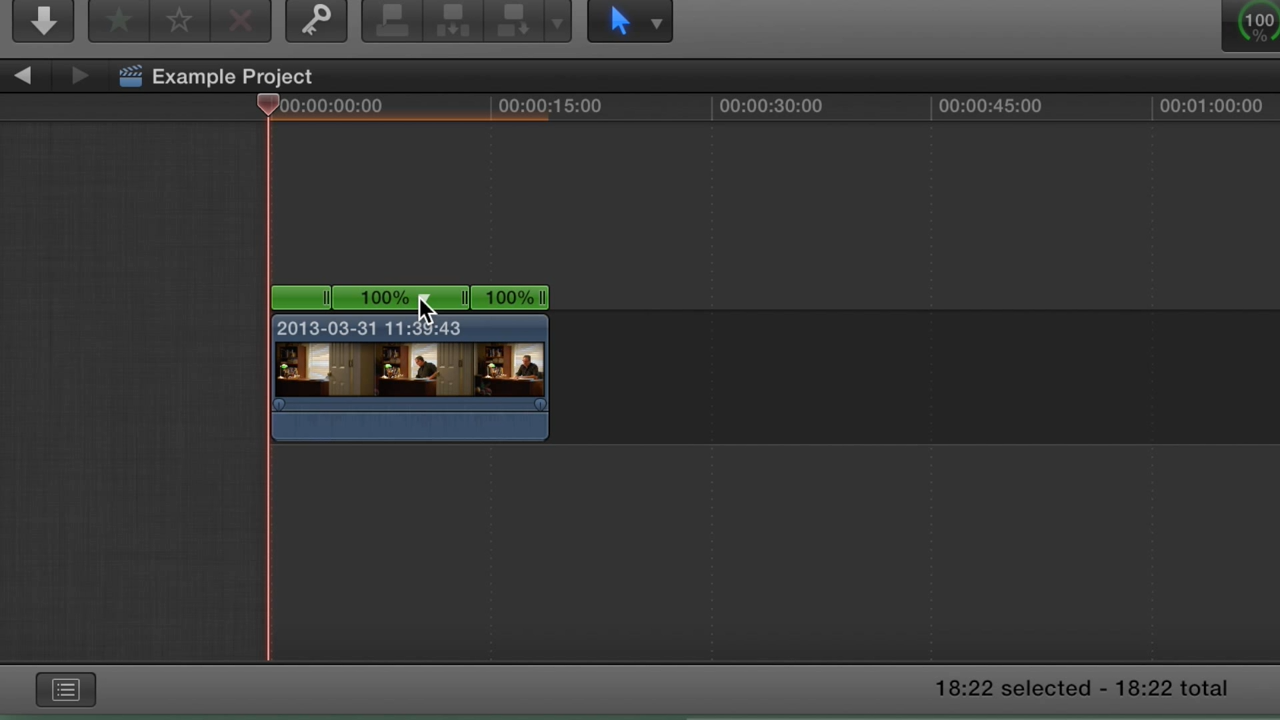 100
%
Example Project
00:00:00:00 00:00:15:00 00:00:30:00 00:00:45:00 00:01:00:00
100% 100%
2013-03-31 11:39:43
18:22 selected - 18:22 total